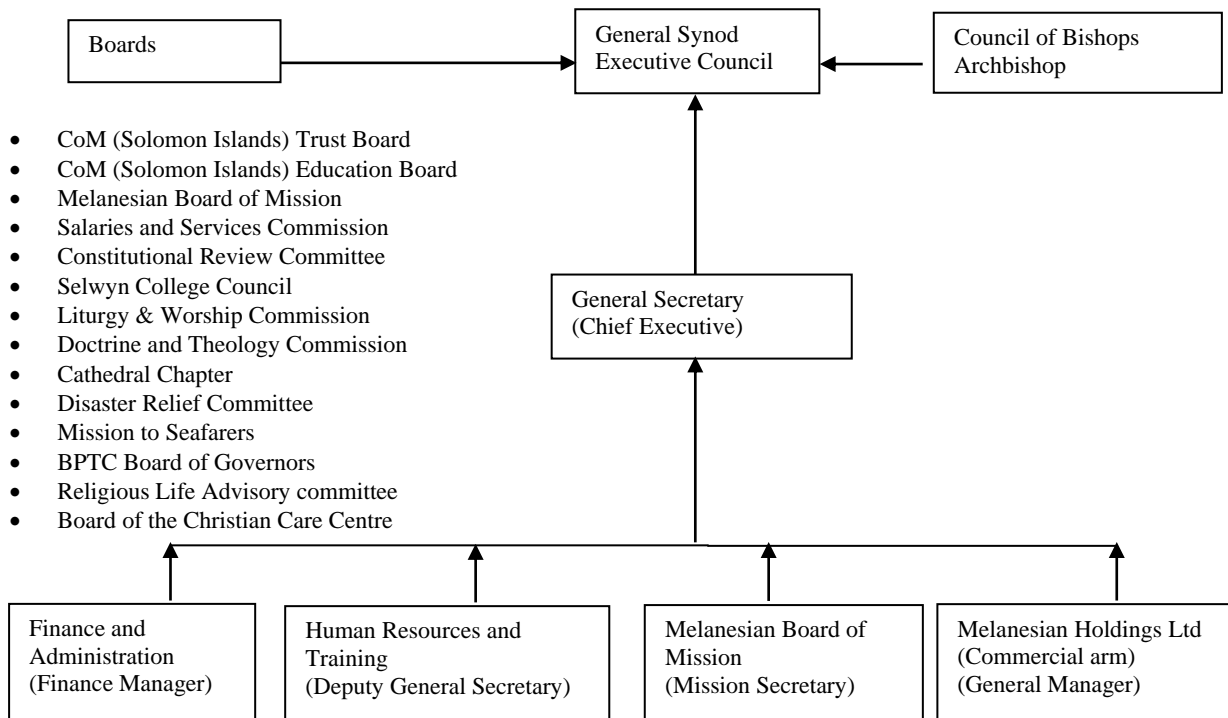 Boards
General Synod
Executive Council
Council of Bishops
Archbishop
• CoM (Solomon Islands) Trust Board
• CoM (Solomon Islands) Education Board
• Melanesian Board of Mission
• Salaries and Services Commission
• Constitutional Review Committee
• Selwyn College Council
• Liturgy & Worship Commission
• Doctrine and Theology Commission
• Cathedral Chapter
• Disaster Relief Committee
• Mission to Seafarers
• BPTC Board of Governors
• Religious Life Advisory committee
• Board of the Christian Care Centre
General Secretary
(Chief Executive)
Finance and
Administration
(Finance Manager)
Human Resources and
Training
(Deputy General Secretary)
Melanesian Board of
Mission
(Mission Secretary)
Melanesian Holdings Ltd
(Commercial arm)
(General Manager)